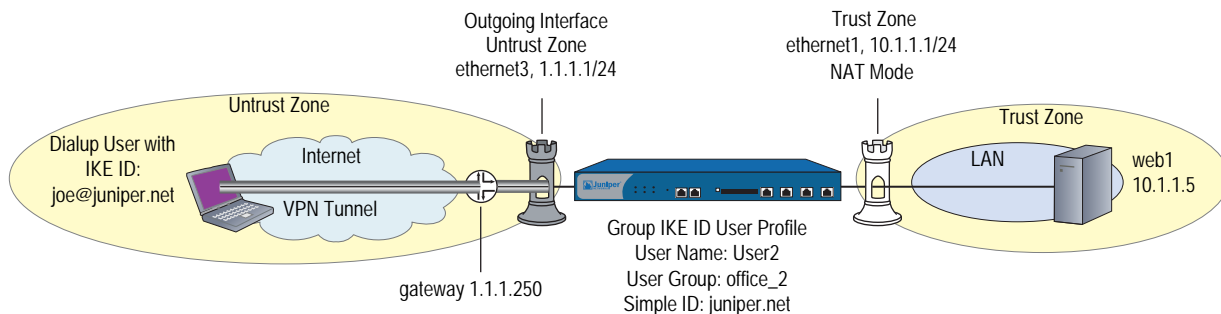 Outgoing Interface
Untrust Zone
ethernet3, 1.1.1.1/24
Trust Zone
ethernet1, 10.1.1.1/24
NAT Mode
Untrust Zone
Dialup User with
IKE ID:
joe@juniper.net
Internet
VPN Tunnel
gateway 1.1.1.250
Juniper
Group IKE ID User Profile
User Name: User2
User Group: office_2
Simple ID: juniper.net
Trust Zone
LAN
web1
10.1.1.5